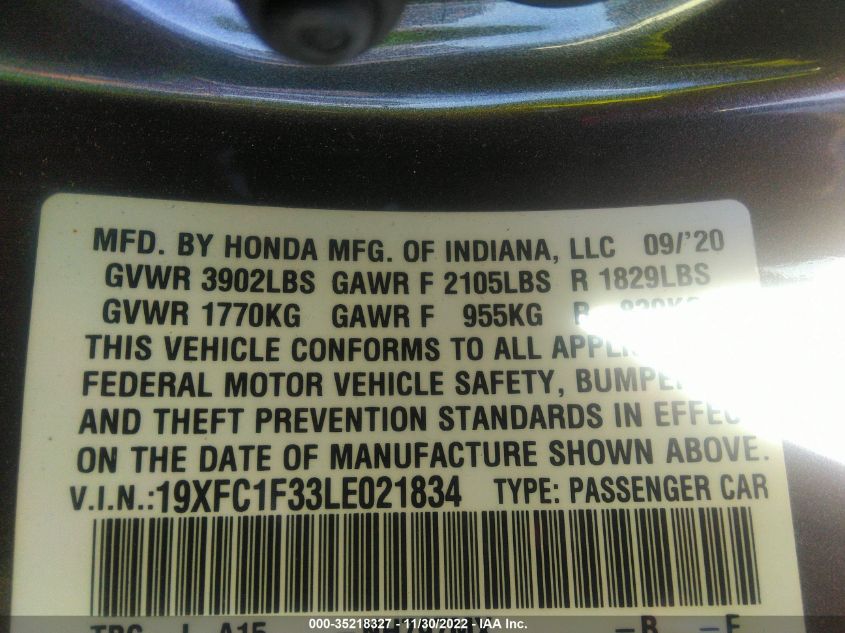 MFD. BY HONDA MFG. OF INDIANA, LLC 09/'20
GVWR 3902LBS GAWR F 2105LBS R 1829LBS
GVWR 1770KG GAWR F 955KG R 830KG
THIS VEHICLE CONFORMS TO ALL
FEDERAL MOTOR VEHICLE SAFETY,
AND THEFT PREVENTION STANDARDS IN
ON THE DATE OF MANUFACTURE SHOWN ABOVE.
V.I.N.:19XFC1F33LE021834 TYPE: PASSENGER CAR
000-35218327 - 11/30/2022 - IAA Inc.